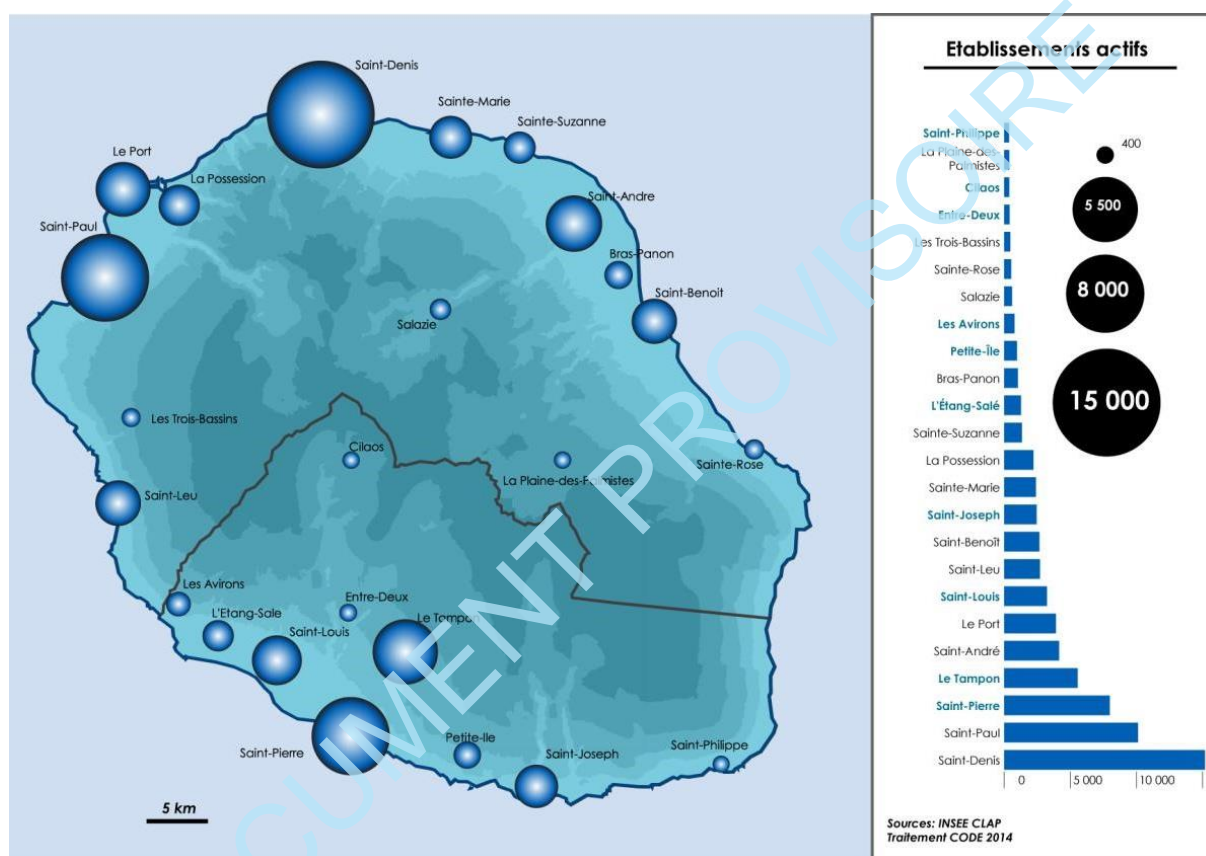 Saint-Denis
Sainte-Marie
Sainte-Suzanne
Le Port
La Possession
Saint-Andre
Saint-Paul
Bras-Panon
Saint-Benoit
Salazie
Les Trois-Bassins
Cilaos
Sainte-Rose
La Plaine-des-Palmistes
Saint-Leu
Les Avirons
Entre-Deux
L'Etang-Sale
Le Tampon
Saint-Louis
Saint-Pierre
Petite-Ile
Saint-Joseph
Saint-Philippe
5 km
Etablissements actifs
Saint-Philippe
La Plaine-des-
Palmistes
Cilaos
Entre-Deux
Les Trois-Bassins
Sainte-Rose
Salazie
Les Avirons
Petite-Île
Bras-Panon
L'Étang-Salé
Sainte-Suzanne
La Possession
Sainte-Marie
Saint-Joseph
Saint-Benoît
Saint-Leu
Saint-Louis
Le Port
Saint-André
Le Tampon
Saint-Pierre
Saint-Paul
Saint-Denis
0 5 000 10 000
400
5 500
8 000
15 000
Sources: INSEE CLAP
Traitement CODE 2014
CUMENT PROVISOIRE